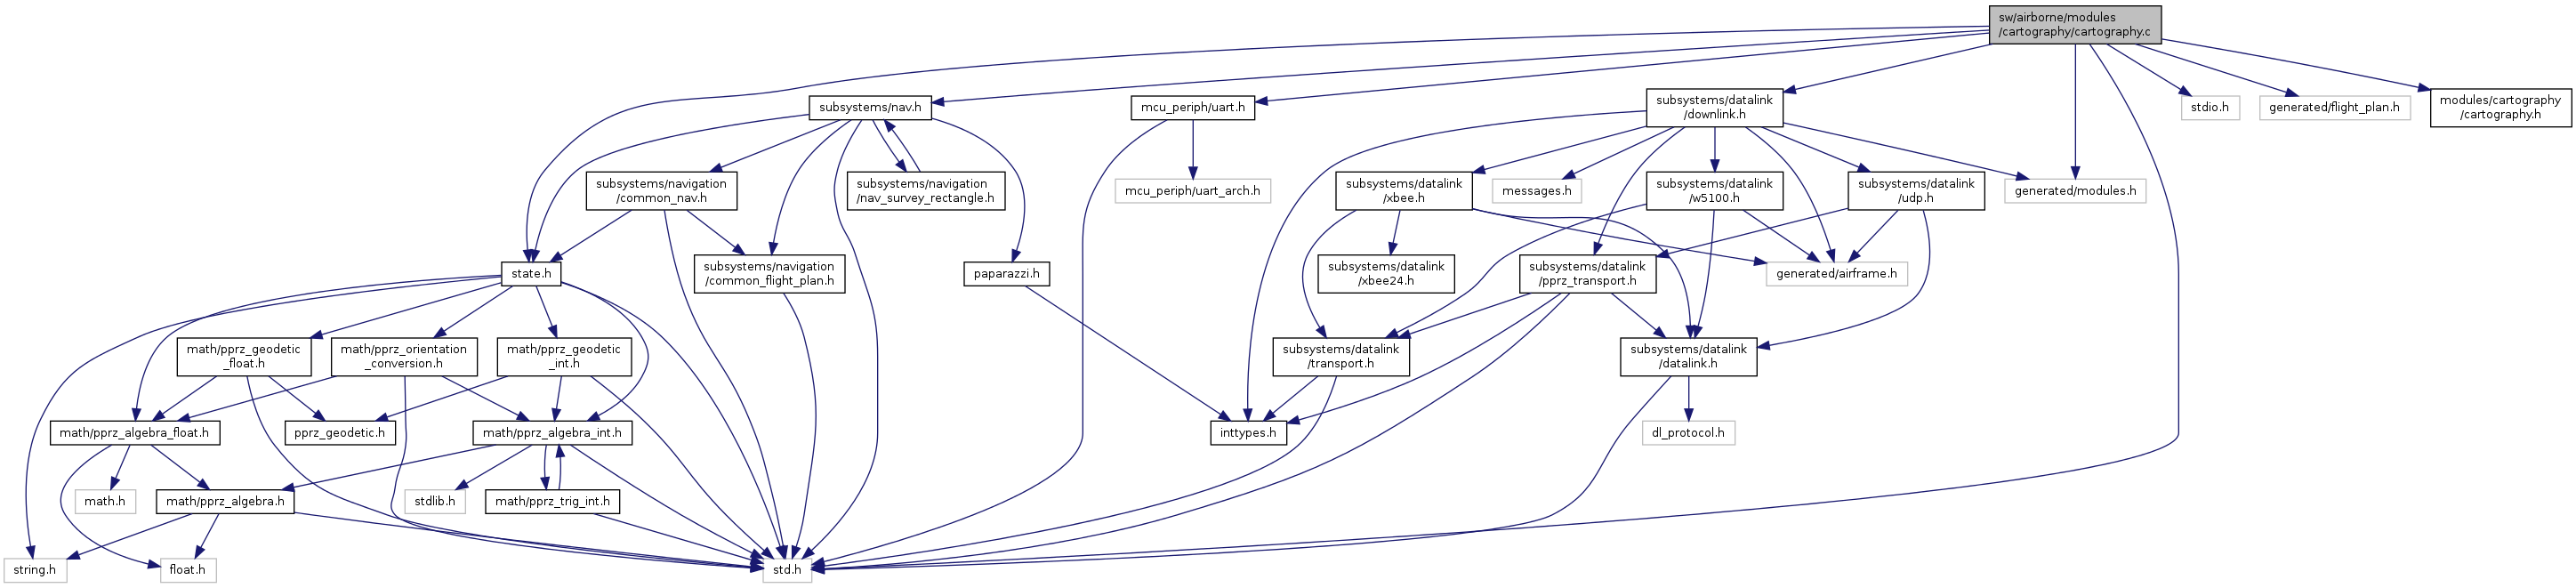 sw/airborne/modules
/cartography/cartography.c
subsystems/nav.h
mcu_periph/uart.h
subsystems/datalink
/downlink.h
stdio.h
generated/flight_plan.h
modules/cartography
/cartography.h
subsystems/navigation
/common_nav.h
subsystems/navigation
/nav_survey_rectangle.h
mcu_periph/uart_arch.h
subsystems/datalink
/xbee.h
messages.h
subsystems/datalink
/w5100.h
subsystems/datalink
/udp.h
generated/modules.h
state.h
subsystems/navigation
/common_flight_plan.h
paparazzi.h
subsystems/datalink
/xbee24.h
subsystems/datalink
/pprz_transport.h
generated/airframe.h
math/pprz_geodetic
_float.h
math/pprz_orientation
_conversion.h
math/pprz_geodetic
_int.h
subsystems/datalink
/transport.h
subsystems/datalink
/datalink.h
math/pprz_algebra_float.h
pprz_geodetic.h
math/pprz_algebra_int.h
inttypes.h
dl_protocol.h
math.h
math/pprz_algebra.h
stdlib.h
math/pprz_trig_int.h
string.h
float.h
std.h